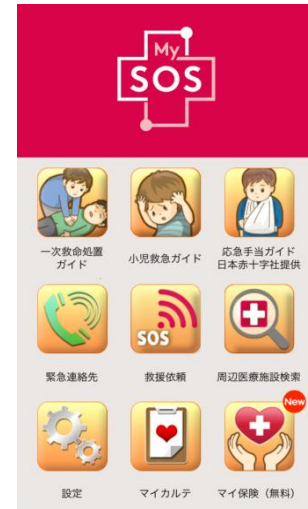 My
SOS
一次救命処置
ガイド
小児救急ガイド
応急手当ガイド
日本赤十字社提供
緊急連絡先
SOS
救援依頼
周辺医療施設検索
設定
マイカルテ
New
マイ保険（無料）